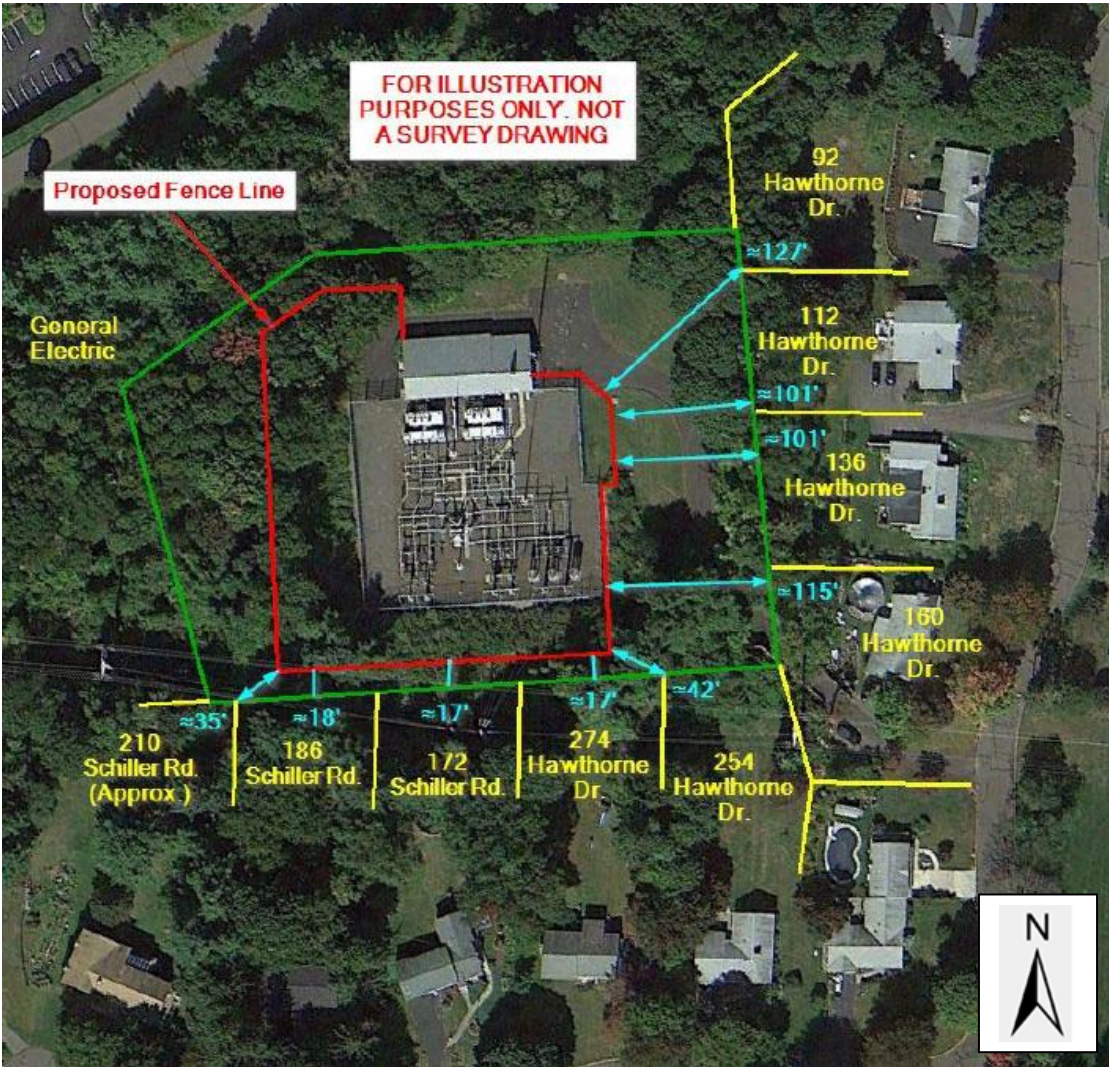 FOR ILLUSTRATION
PURPOSES ONLY. NOT
A SURVEY DRAWING
Proposed Fence Line
General
Electric
92
Hawthorne
Dr.
≈127'
112
Hawthorne
Dr.
≈101'
≈101'
136
Hawthorne
Dr.
≈115'
160
Hawthorne
Dr.
≈35'
≈18'
≈17'
≈17'
≈42'
210
Schiller Rd.
(Approx.)
186
Schiller Rd.
172
Schiller Rd.
274
Hawthorne
Dr.
254
Hawthorne
Dr.
N